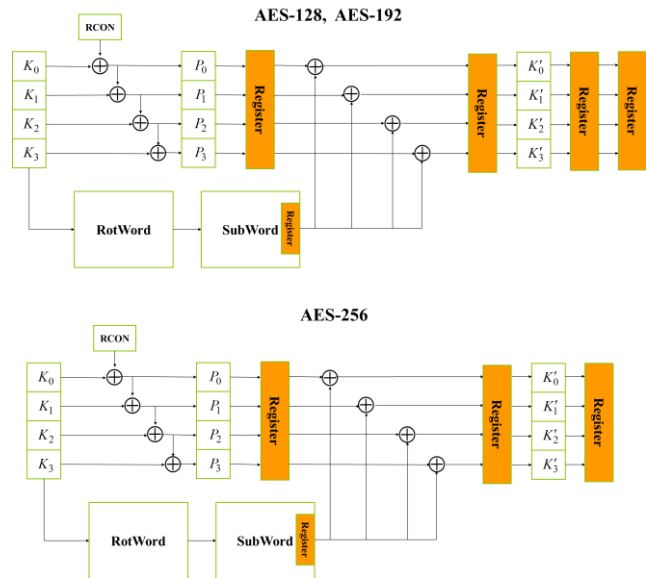 AES-128, AES-192
RCON
K₀ P₀ K′₀
K₁ P₁ K′₁
K₂ P₂ K′₂
K₃ P₃ K′₃
Register
Register
Register
Register
RotWord
SubWord
Register
AES-256
RCON
K₀ P₀ K′₀
K₁ P₁ K′₁
K₂ P₂ K′₂
K₃ P₃ K′₃
Register
Register
Register
RotWord
SubWord
Register